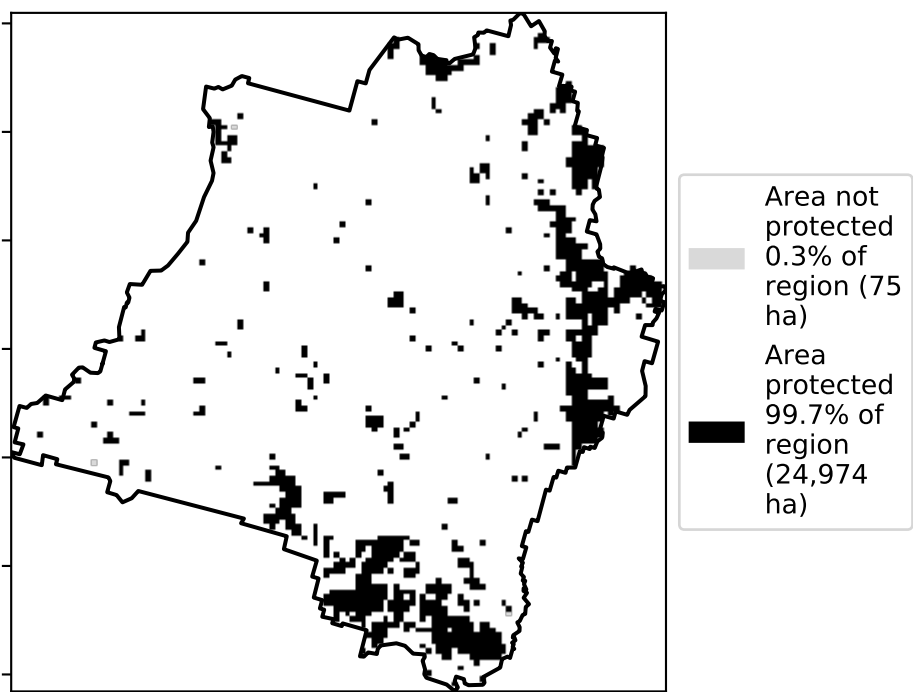 Area not
protected
0.3% of
region (75
ha)
Area
protected
99.7% of
region
(24,974
ha)